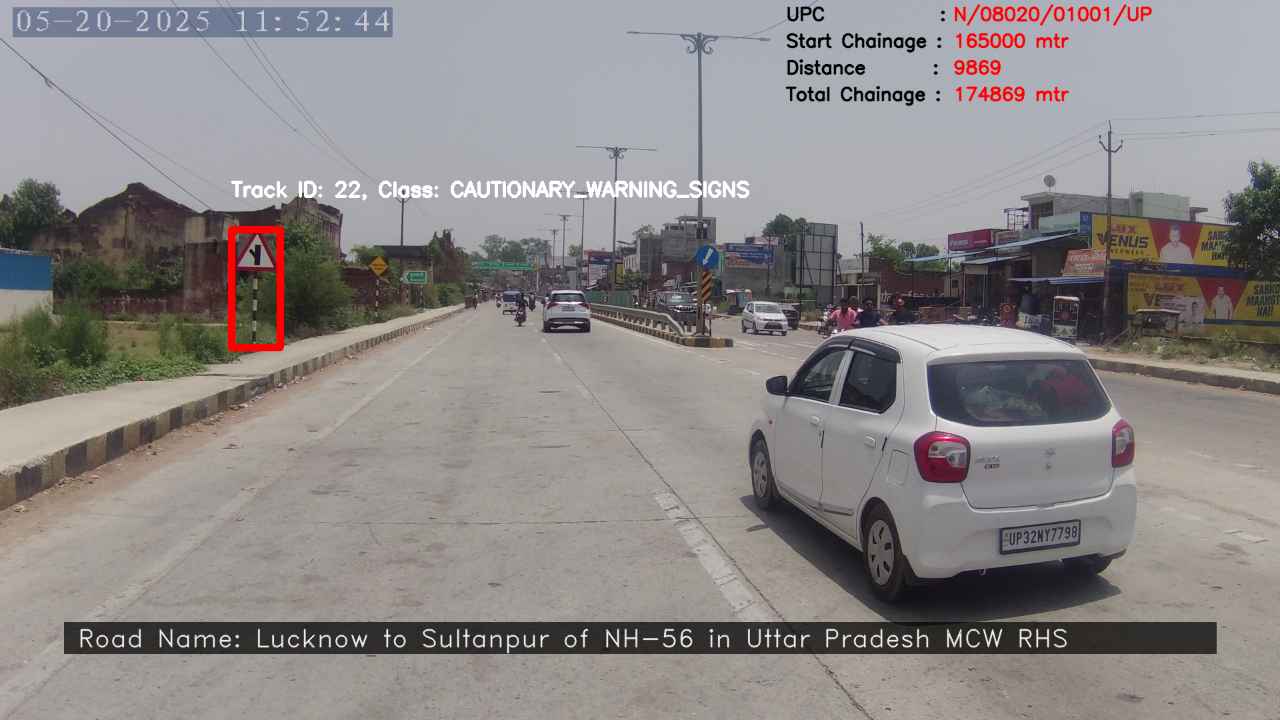 05-20-2025 11:52:44
UPC : N/08020/01001/UP
Start Chainage : 165000 mtr
Distance : 9869
Total Chainage : 174869 mtr
Track ID: 22, Class: CAUTIONARY_WARNING_SIGNS
LUX
VENUS
VENUS
UP32NY7798
Road Name: Lucknow to Sultanpur of NH-56 in Uttar Pradesh MCW RHS